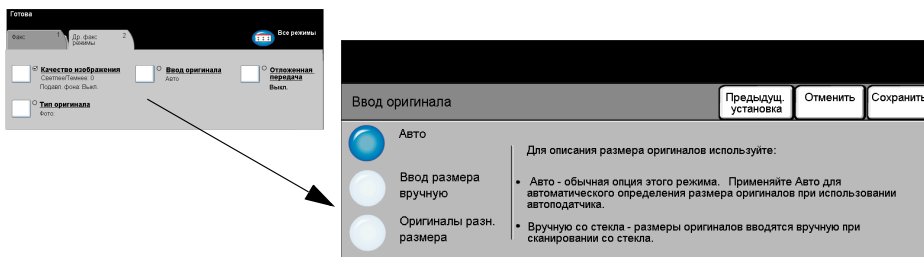 Готова
Факс 1
Др. факс режимы 2
Все режимы
Качество изображения
Светлее/Темнее 0
Подавл. фона Выкл.
Ввод оригинала
Авто
Отложенная передача
Выкл.
Тип оригинала
Фото
Ввод оригинала
Предыдущ. установка
Отменить
Сохранить
Авто
Ввод размера
вручную
Оригиналы разн.
размера
Для описания размера оригиналов используйте:
• Авто - обычная опция этого режима. Применяйте Авто для
автоматического определения размера оригиналов при использовании
автоподатчика.
• Вручную со стекла - размеры оригиналов вводятся вручную при
сканировании со стекла.